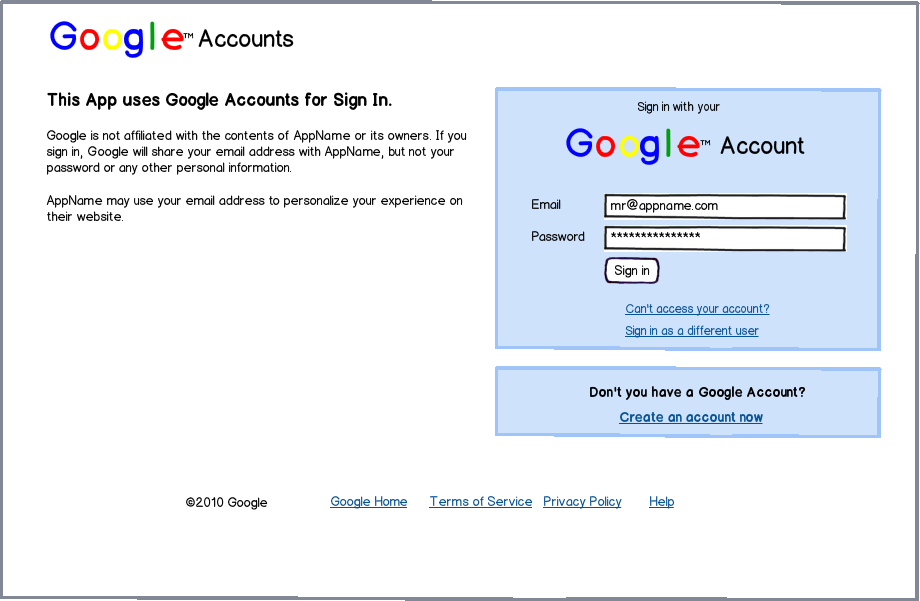 Google™ Accounts
This App uses Google Accounts for Sign In.
Google is not affiliated with the contents of AppName or its owners. If you
sign in, Google will share your email address with AppName, but not your
password or any other personal information.
AppName may use your email address to personalize your experience on
their website.
Sign in with your
Google™ Account
Email
mr@appname.com
Password
***************
Sign in
Can't access your account?
Sign in as a different user
Don't you have a Google Account?
Create an account now
©2010 Google
Google Home
Terms of Service
Privacy Policy
Help